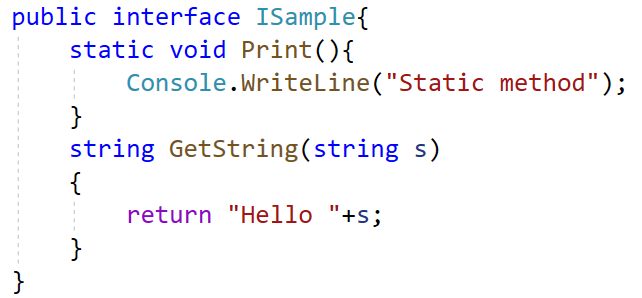 public interface ISample{
    static void Print(){
        Console.WriteLine("Static method");
    }
    string GetString(string s)
    {
        return "Hello "+s;
    }
}